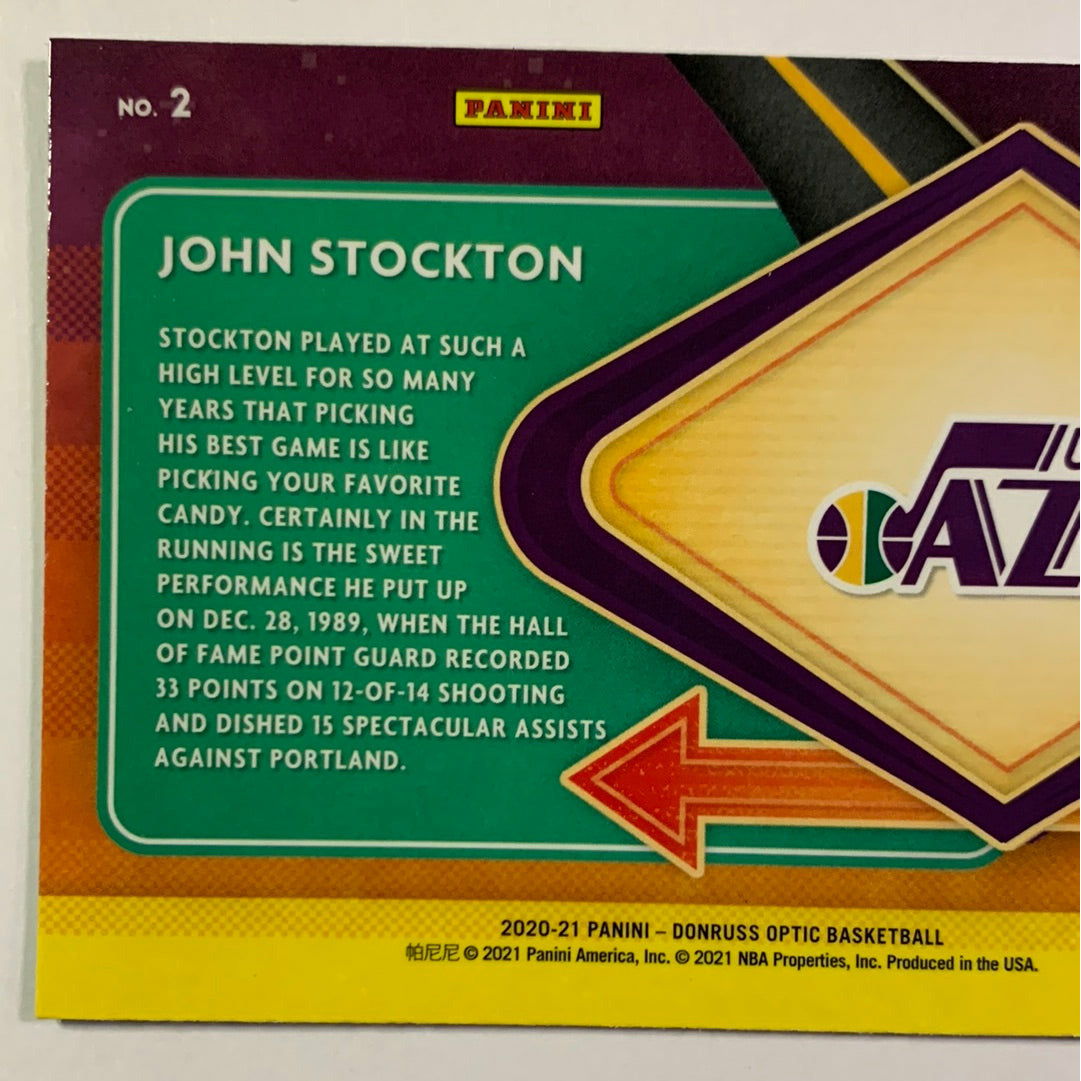 NO. 2
PANINI
JOHN STOCKTON
STOCKTON PLAYED AT SUCH A
HIGH LEVEL FOR SO MANY
YEARS THAT PICKING
HIS BEST GAME IS LIKE
PICKING YOUR FAVORITE
CANDY. CERTAINLY IN THE
RUNNING IS THE SWEET
PERFORMANCE HE PUT UP
ON DEC. 28, 1989, WHEN THE HALL
OF FAME POINT GUARD RECORDED
33 POINTS ON 12-OF-14 SHOOTING
AND DISHED 15 SPECTACULAR ASSISTS
AGAINST PORTLAND.
2020-21 PANINI – DONRUSS OPTIC BASKETBALL
帕尼尼 © 2021 Panini America, Inc. © 2021 NBA Properties, Inc. Produced in the USA.